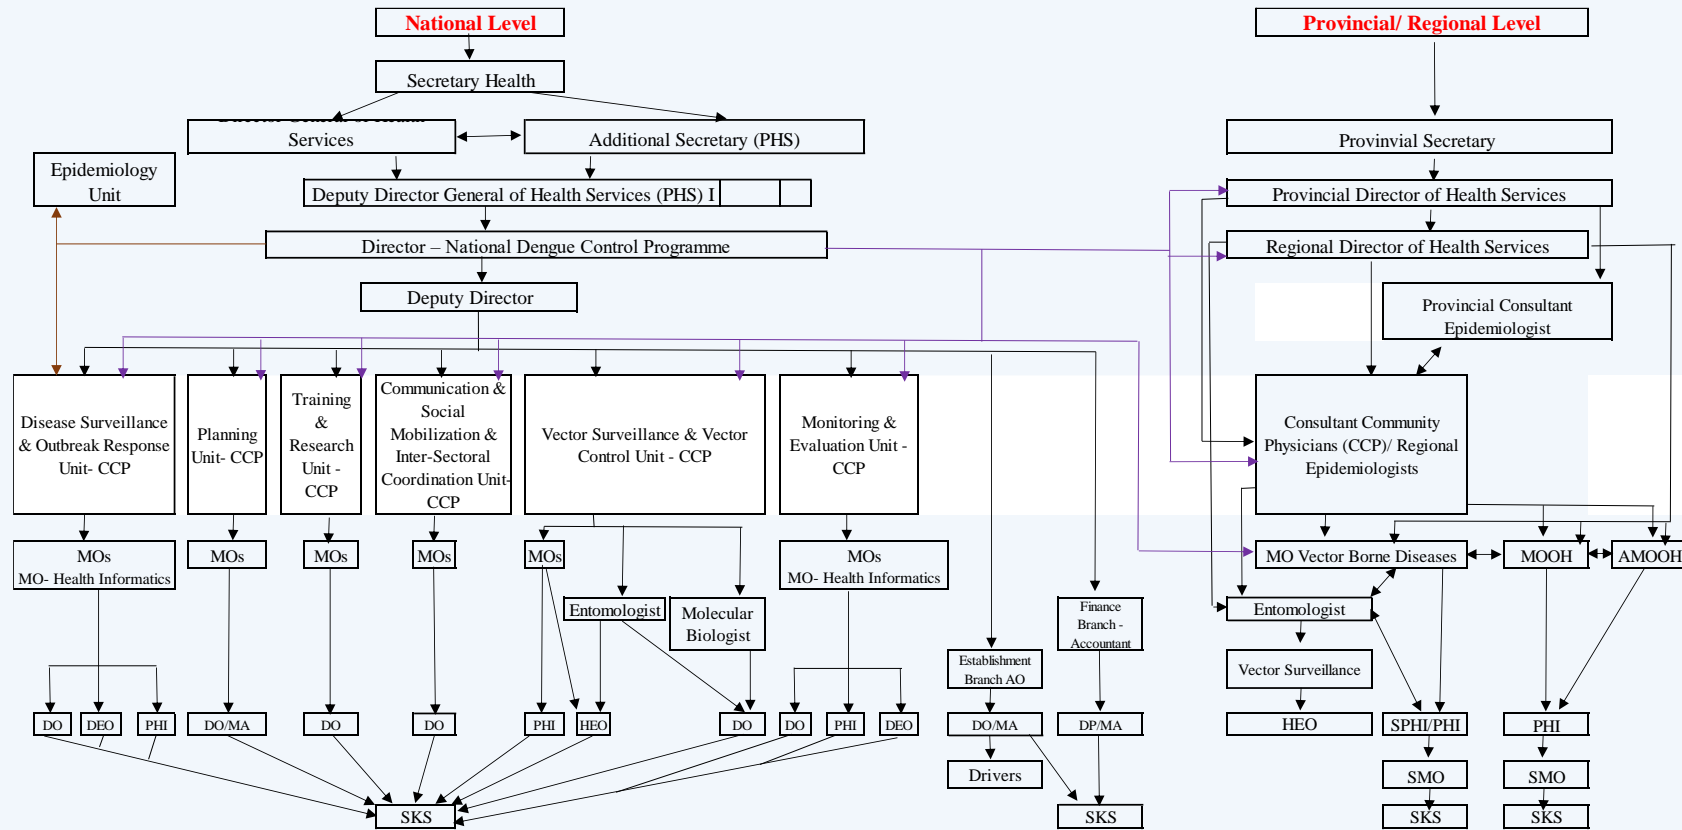 National Level
Provincial/ Regional Level
Secretary Health
Services
Additional Secretary (PHS)
Provinvial Secretary
Epidemiology
Unit
Deputy Director General of Health Services (PHS) I
Provincial Director of Health Services
Director – National Dengue Control Programme
Regional Director of Health Services
Deputy Director
Provincial Consultant
Epidemiologist
Disease Surveillance
& Outbreak Response
Unit- CCP
Planning
Unit- CCP
Training
&
Research
Unit -
CCP
Communication &
Social
Mobilization &
Inter-Sectoral
Coordination Unit-
CCP
Vector Surveillance & Vector
Control Unit - CCP
Monitoring &
Evaluation Unit -
CCP
Consultant Community
Physicians (CCP)/ Regional
Epidemiologists
MOs
MO- Health Informatics
MOs
MOs
MOs
MOs
MOs
MO- Health Informatics
MO Vector Borne Diseases
MOOH
AMOOH
Entomologist
Molecular
Biologist
Finance
Branch -
Accountant
Entomologist
Establishment
Branch AO
Vector Surveillance
DO
DEO
PHI
DO/MA
DO
DO
PHI
HEO
DO
DO
PHI
DEO
DO/MA
DP/MA
HEO
SPHI/PHI
PHI
Drivers
SMO
SMO
SKS
SKS
SKS
SKS